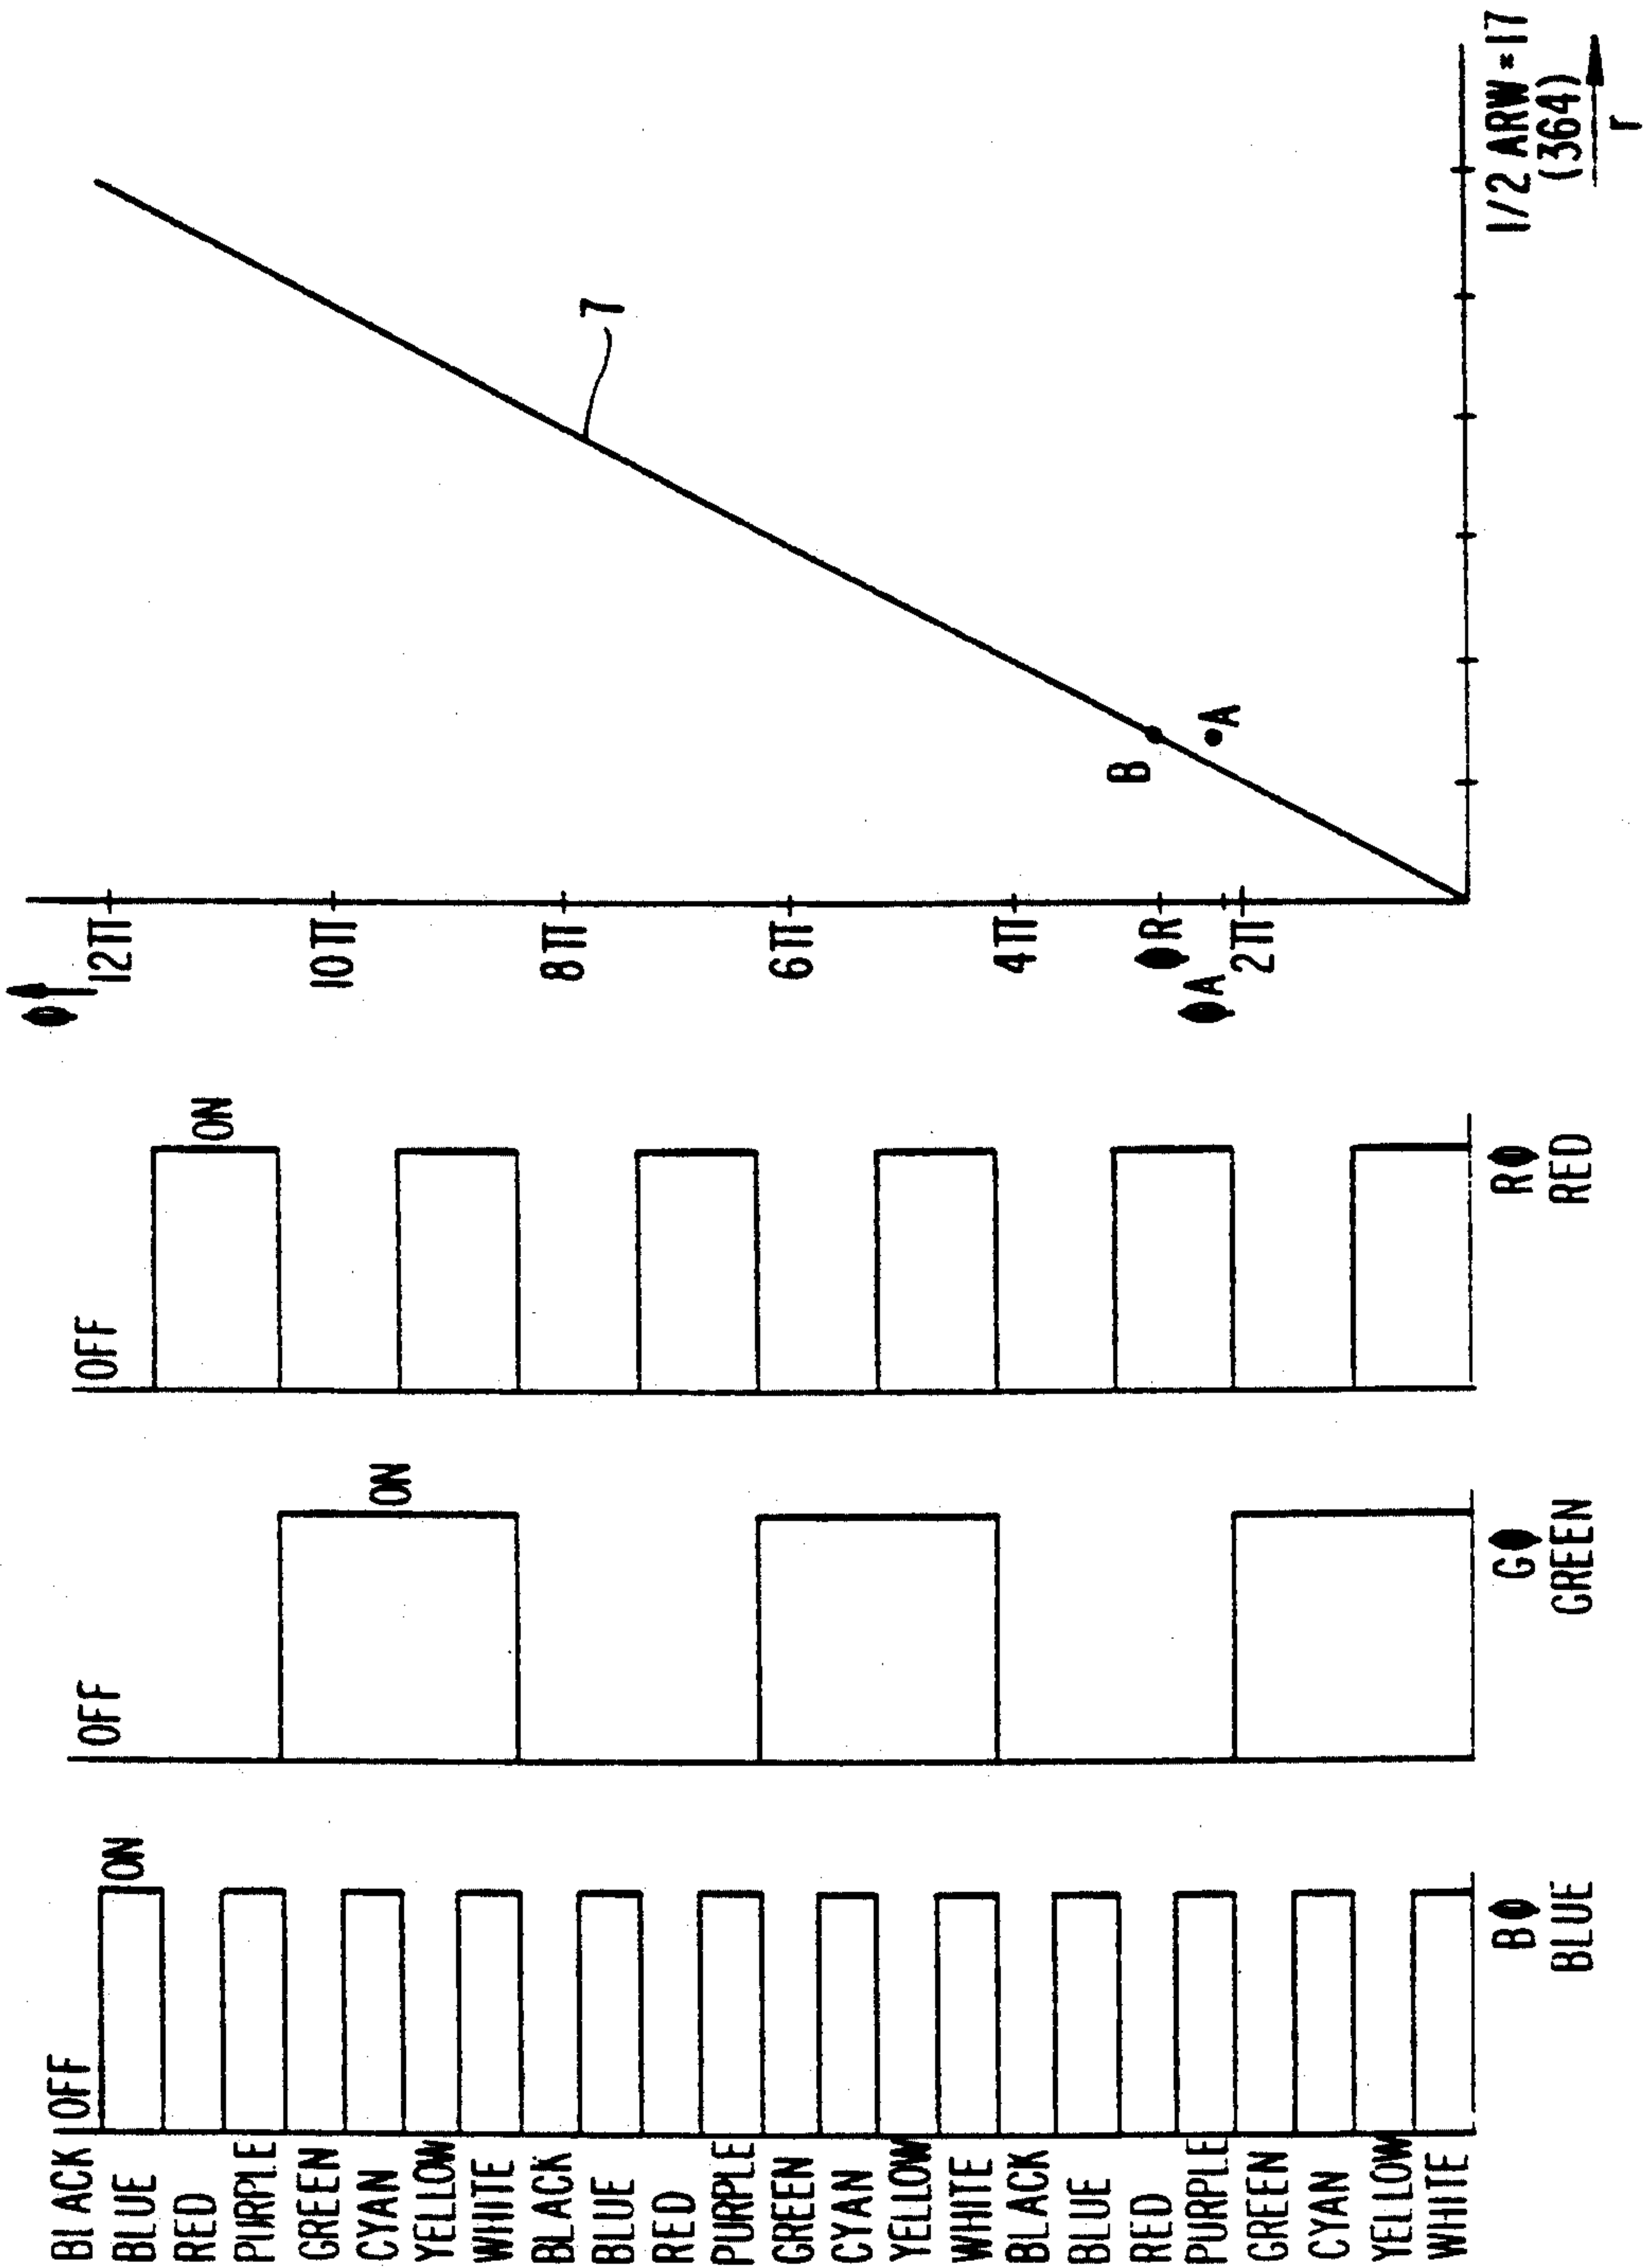 BLACK
BLUE
RED
PURPLE
GREEN
CYAN
YELLOW
WHITE
BLACK
BLUE
RED
PURPLE
GREEN
CYAN
YELLOW
WHITE
BLACK
BLUE
RED
PURPLE
GREEN
CYAN
YELLOW
WHITE
OFF
ON
Bϕ
BLUE
OFF
ON
Gϕ
GREEN
OFF
ON
Rϕ
RED
ϕ
12π
10π
8π
6π
4π
ϕR
ϕA
2π
B
A
7
1/2 ARW = 17
(364)
r